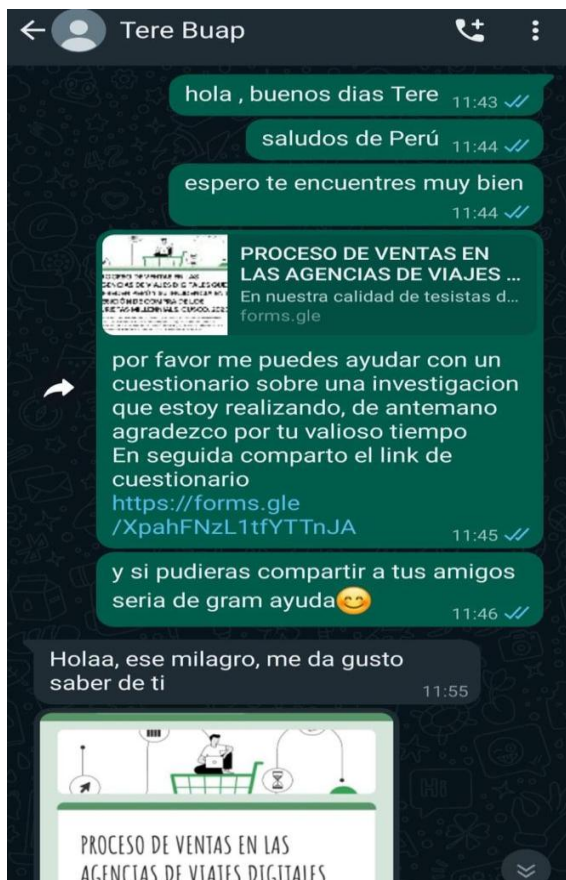 Tere Buap
hola , buenos dias Tere 11:43
saludos de Perú 11:44
espero te encuentres muy bien
11:44
PROCESO DE VENTAS EN
LAS AGENCIAS DE VIAJES ...
En nuestra calidad de tesistas d...
forms.gle
por favor me puedes ayudar con un
cuestionario sobre una investigacion
que estoy realizando, de antemano
agradezco por tu valioso tiempo
En seguida comparto el link de
cuestionario
https://forms.gle
/XpahFNzL1tfYTTnJA 11:45
y si pudieras compartir a tus amigos
seria de gram ayuda😊 11:46
Holaa, ese milagro, me da gusto
saber de ti 11:55
PROCESO DE VENTAS EN LAS
AGENCIAS DE VIAJES DIGITALES